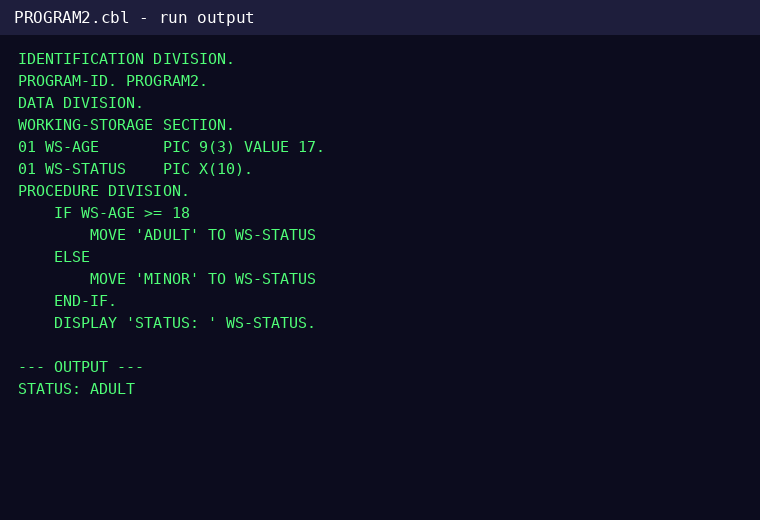 PROGRAM2.cbl - run output
IDENTIFICATION DIVISION.
PROGRAM-ID. PROGRAM2.
DATA DIVISION.
WORKING-STORAGE SECTION.
01 WS-AGE       PIC 9(3) VALUE 17.
01 WS-STATUS    PIC X(10).
PROCEDURE DIVISION.
    IF WS-AGE >= 18
        MOVE 'ADULT' TO WS-STATUS
    ELSE
        MOVE 'MINOR' TO WS-STATUS
    END-IF.
    DISPLAY 'STATUS: ' WS-STATUS.

--- OUTPUT ---
STATUS: ADULT